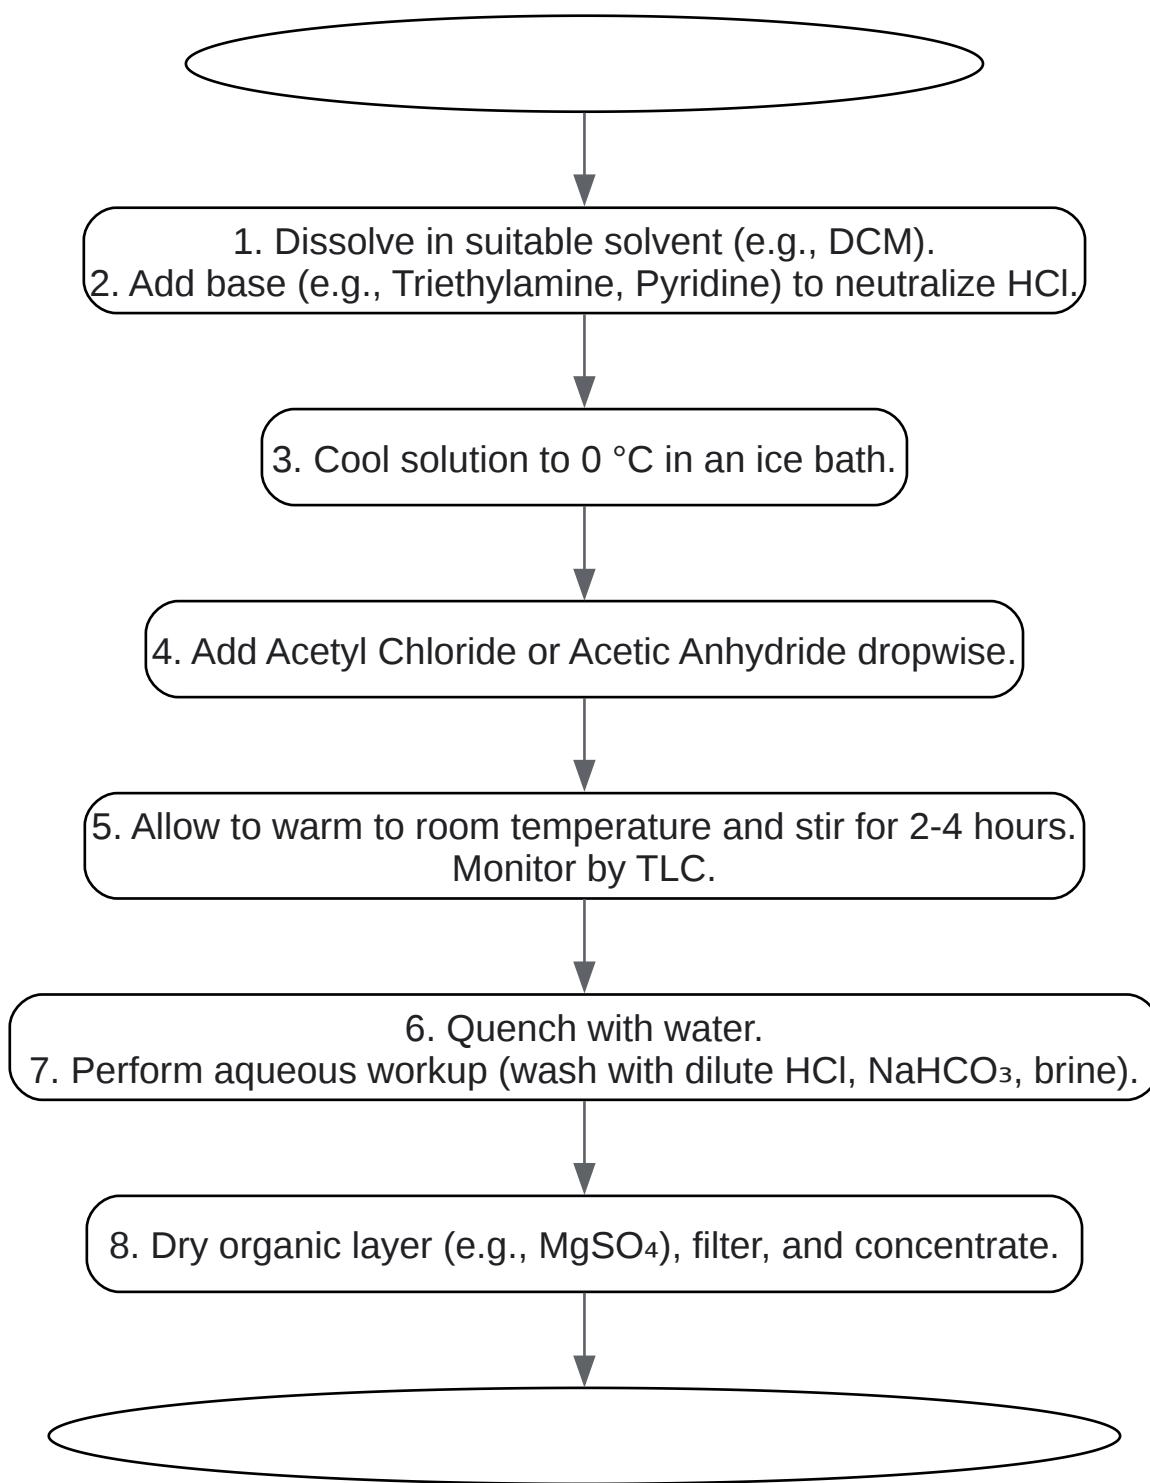 1. Dissolve in suitable solvent (e.g., DCM).
2. Add base (e.g., Triethylamine, Pyridine) to neutralize HCl.
3. Cool solution to 0 °C in an ice bath.
4. Add Acetyl Chloride or Acetic Anhydride dropwise.
5. Allow to warm to room temperature and stir for 2-4 hours.
Monitor by TLC.
6. Quench with water.
7. Perform aqueous workup (wash with dilute HCl, NaHCO₃, brine).
8. Dry organic layer (e.g., MgSO₄), filter, and concentrate.